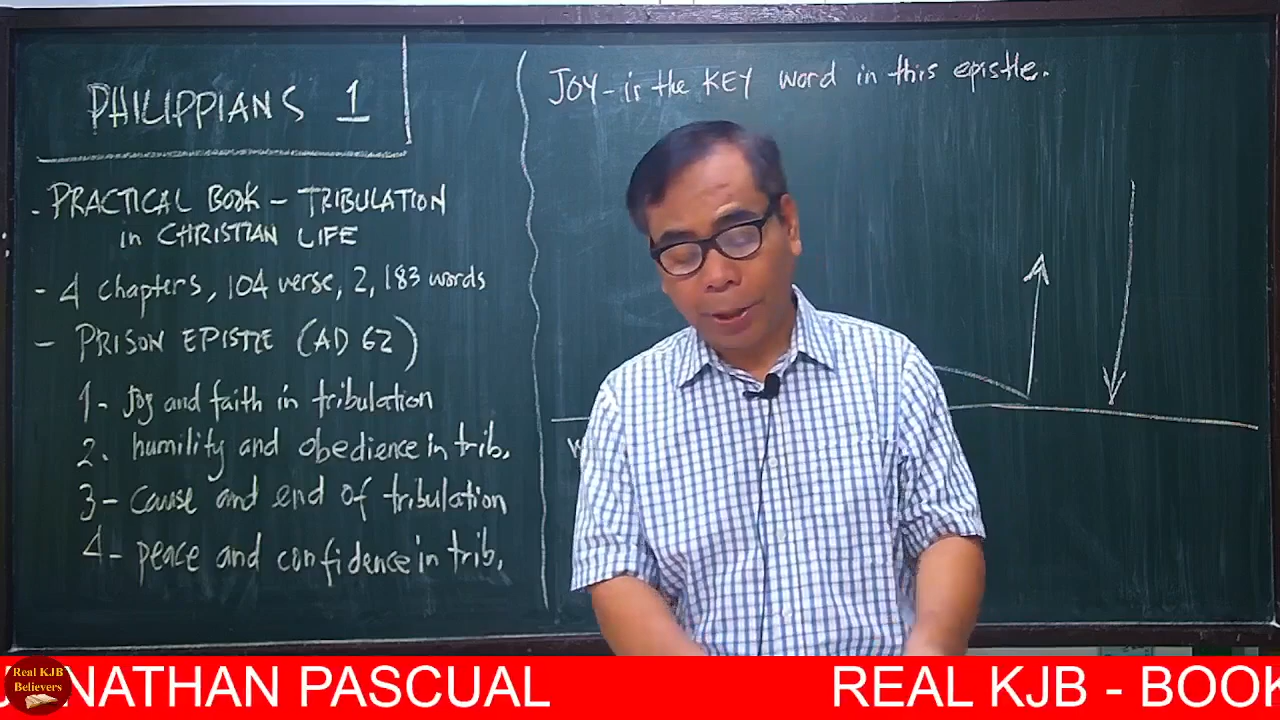 PHILIPPIANS 1
- PRACTICAL BOOK - TRIBULATION
in CHRISTIAN LIFE
- 4 chapters, 104 verse, 2,183 words
- PRISON EPISTLE (AD 62)
1- Joy and faith in tribulation
2. humility and obedience in trib.
3- cause and end of tribulation
4- peace and confidence in trib.
JOY - is the KEY word in this epistle.
Real KJB
Believers
NATHAN PASCUAL
REAL KJB - BOOK